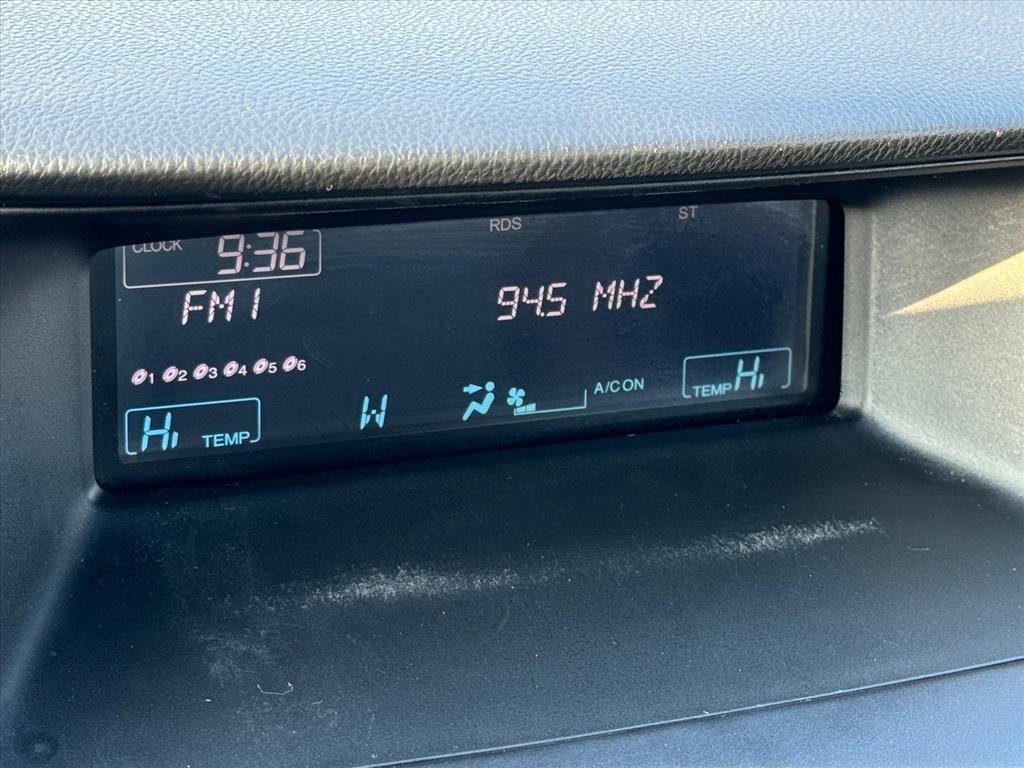 RDS ST
CLOCK 9:36
FM1 94.5 MHZ
1 2 3 4 5 6
Hi TEMP W A/C ON TEMP Hi